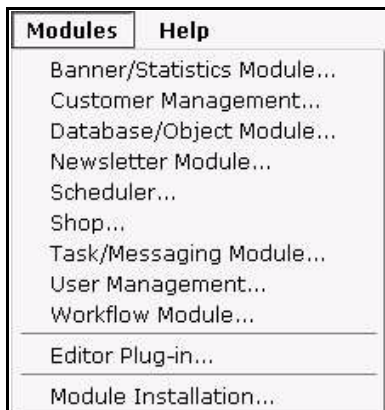 Modules Help
Banner/Statistics Module...
Customer Management...
Database/Object Module...
Newsletter Module...
Scheduler...
Shop...
Task/Messaging Module...
User Management...
Workflow Module...
Editor Plug-in...
Module Installation...